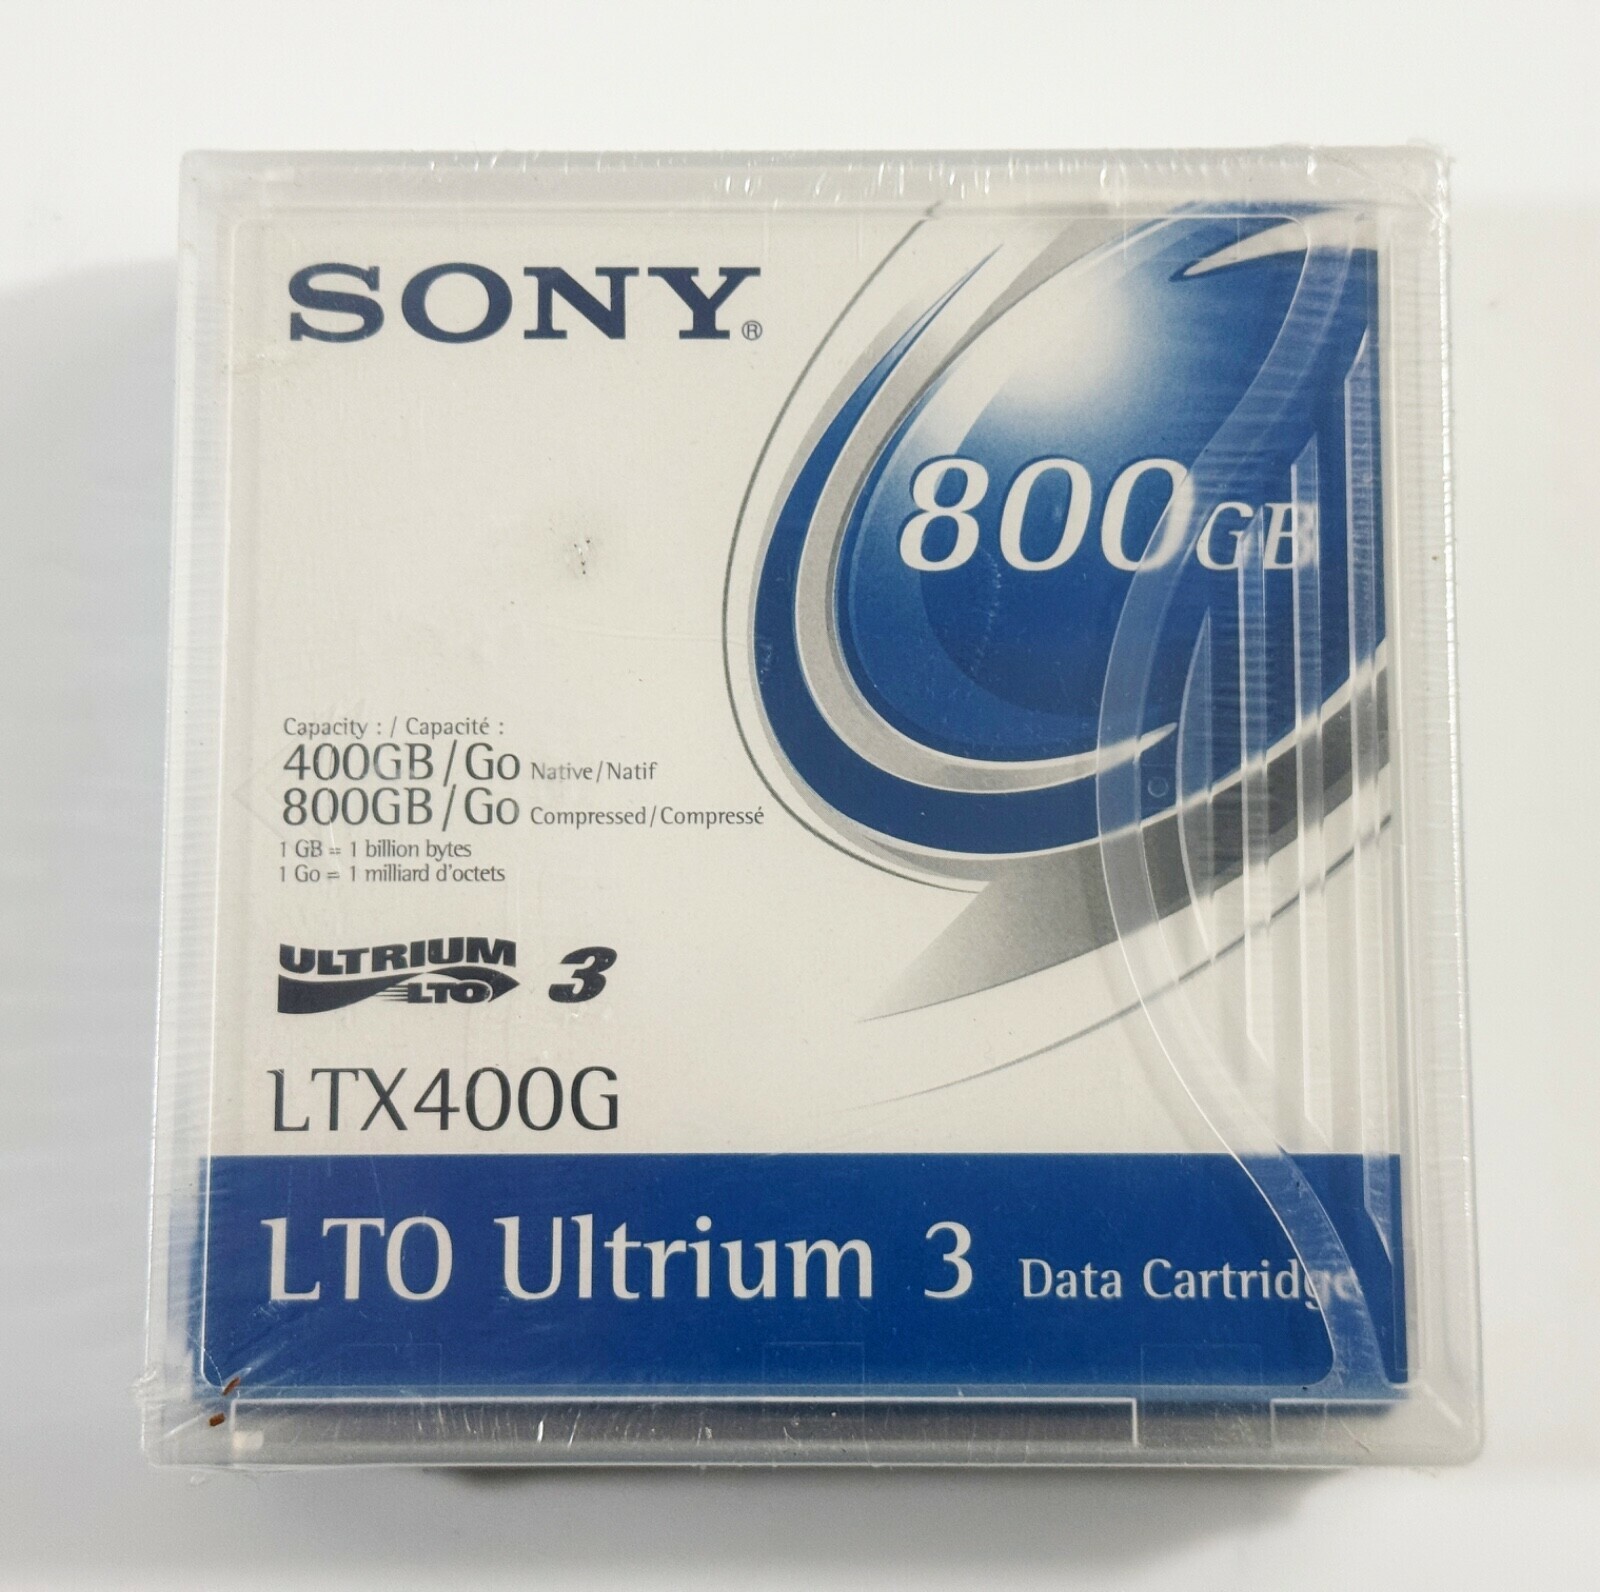 SONY®
800GB
Capacity : / Capacité :
400GB/Go Native/Natif
800GB/Go Compressed/Compressé
1 GB = 1 billion bytes
1 Go = 1 milliard d'octets
ULTRIUM
LTO 3
LTX400G
LTO Ultrium 3 Data Cartridge